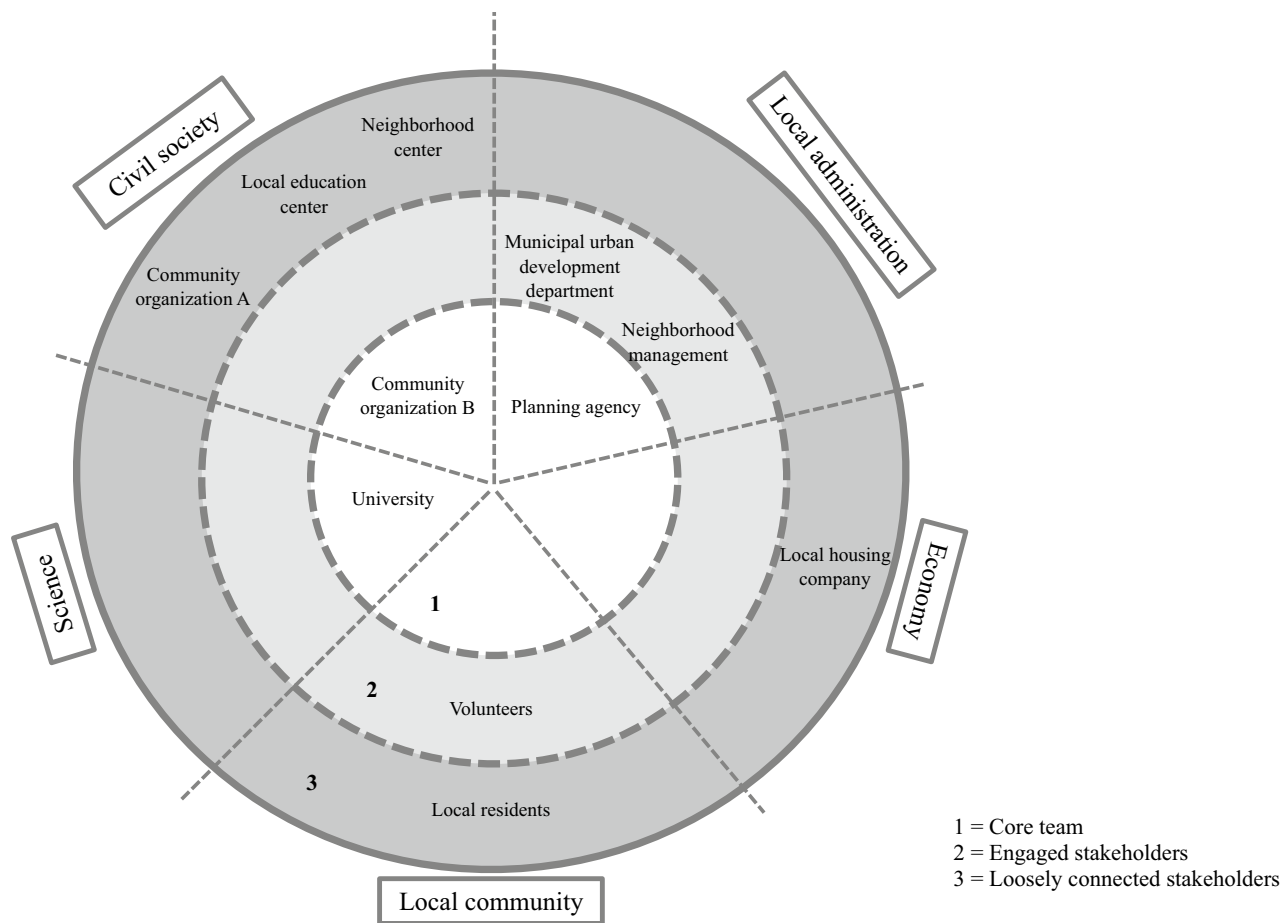 Civil society
Neighborhood
center
Local education
center
Community
organization A
Local administration
Municipal urban
development
department
Neighborhood
management
Community
organization B
Planning agency
University
Science
Local housing
company
Economy
1
2
Volunteers
3
Local residents
Local community
1 = Core team
2 = Engaged stakeholders
3 = Loosely connected stakeholders